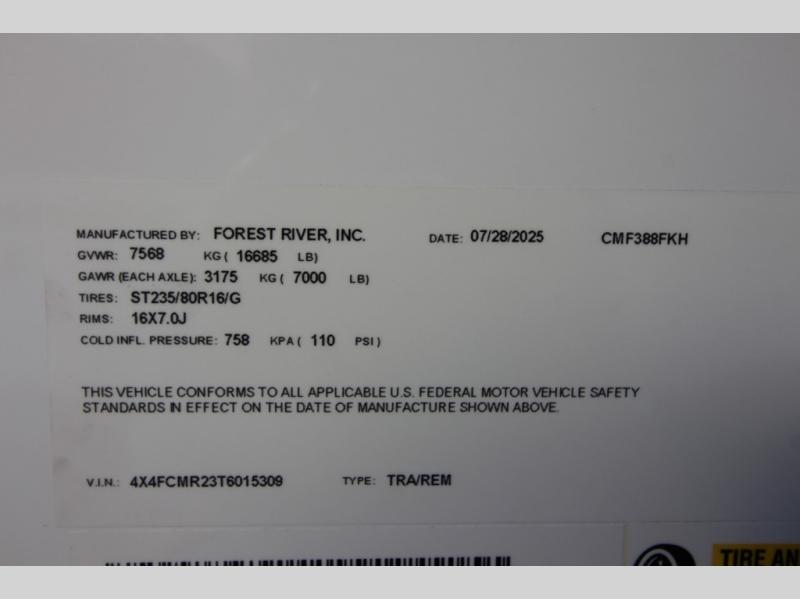 MANUFACTURED BY: FOREST RIVER, INC. DATE: 07/28/2025 CMF388FKH
GVWR: 7568 KG ( 16685 LB)
GAWR (EACH AXLE): 3175 KG ( 7000 LB)
TIRES: ST235/80R16/G
RIMS: 16X7.0J
COLD INFL. PRESSURE: 758 KPA ( 110 PSI )
THIS VEHICLE CONFORMS TO ALL APPLICABLE U.S. FEDERAL MOTOR VEHICLE SAFETY
STANDARDS IN EFFECT ON THE DATE OF MANUFACTURE SHOWN ABOVE.
V.I.N.: 4X4FCMR23T6015309 TYPE: TRA/REM
TIRE AN